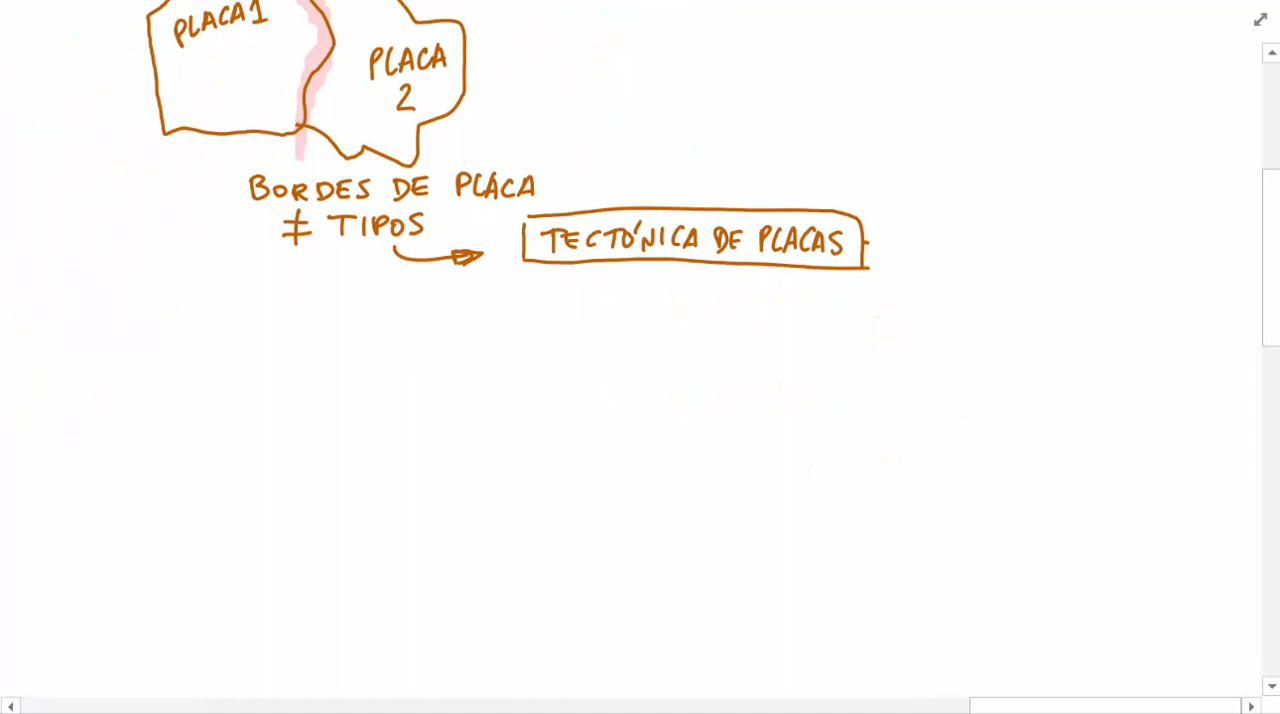 PLACA 1
PLACA
2
BORDES DE PLACA
≠ TIPOS
TECTÓNICA DE PLACAS